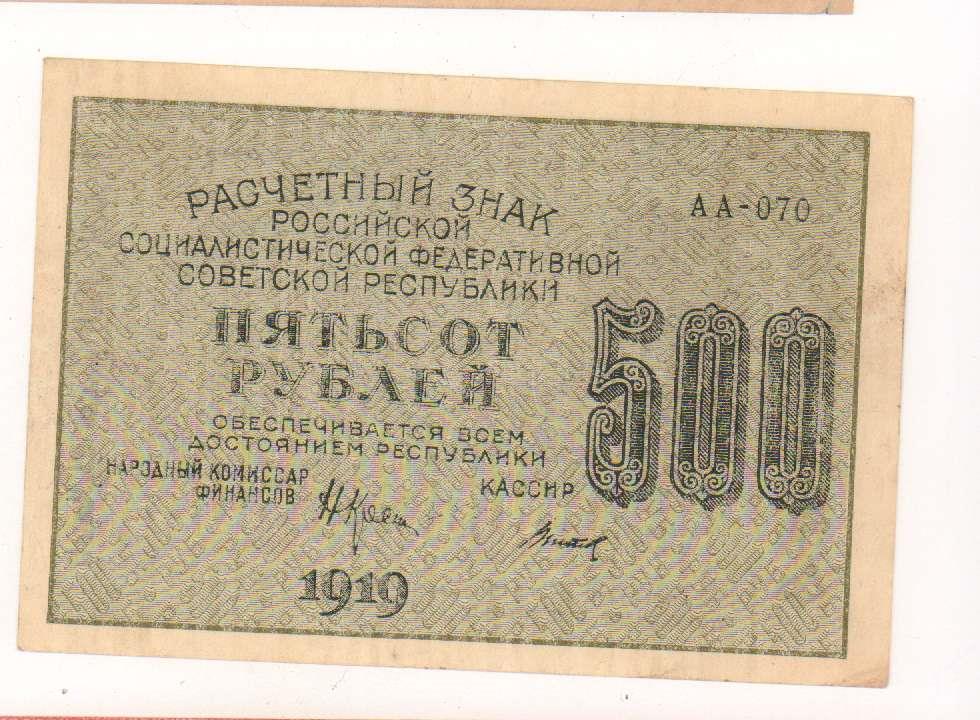 РАСЧЕТНЫЙ ЗНАК
АА-070
РОССИЙСКОЙ
СОЦИАЛИСТИЧЕСКОЙ ФЕДЕРАТИВНОЙ
СОВЕТСКОЙ РЕСПУБЛИКИ
ПЯТЬСОТ
РУБЛЕЙ
500
ОБЕСПЕЧИВАЕТСЯ ВСЕМ
ДОСТОЯНИЕМ РЕСПУБЛИКИ
НАРОДНЫЙ КОМИССАР
ФИНАНСОВ
КАССИР
1919